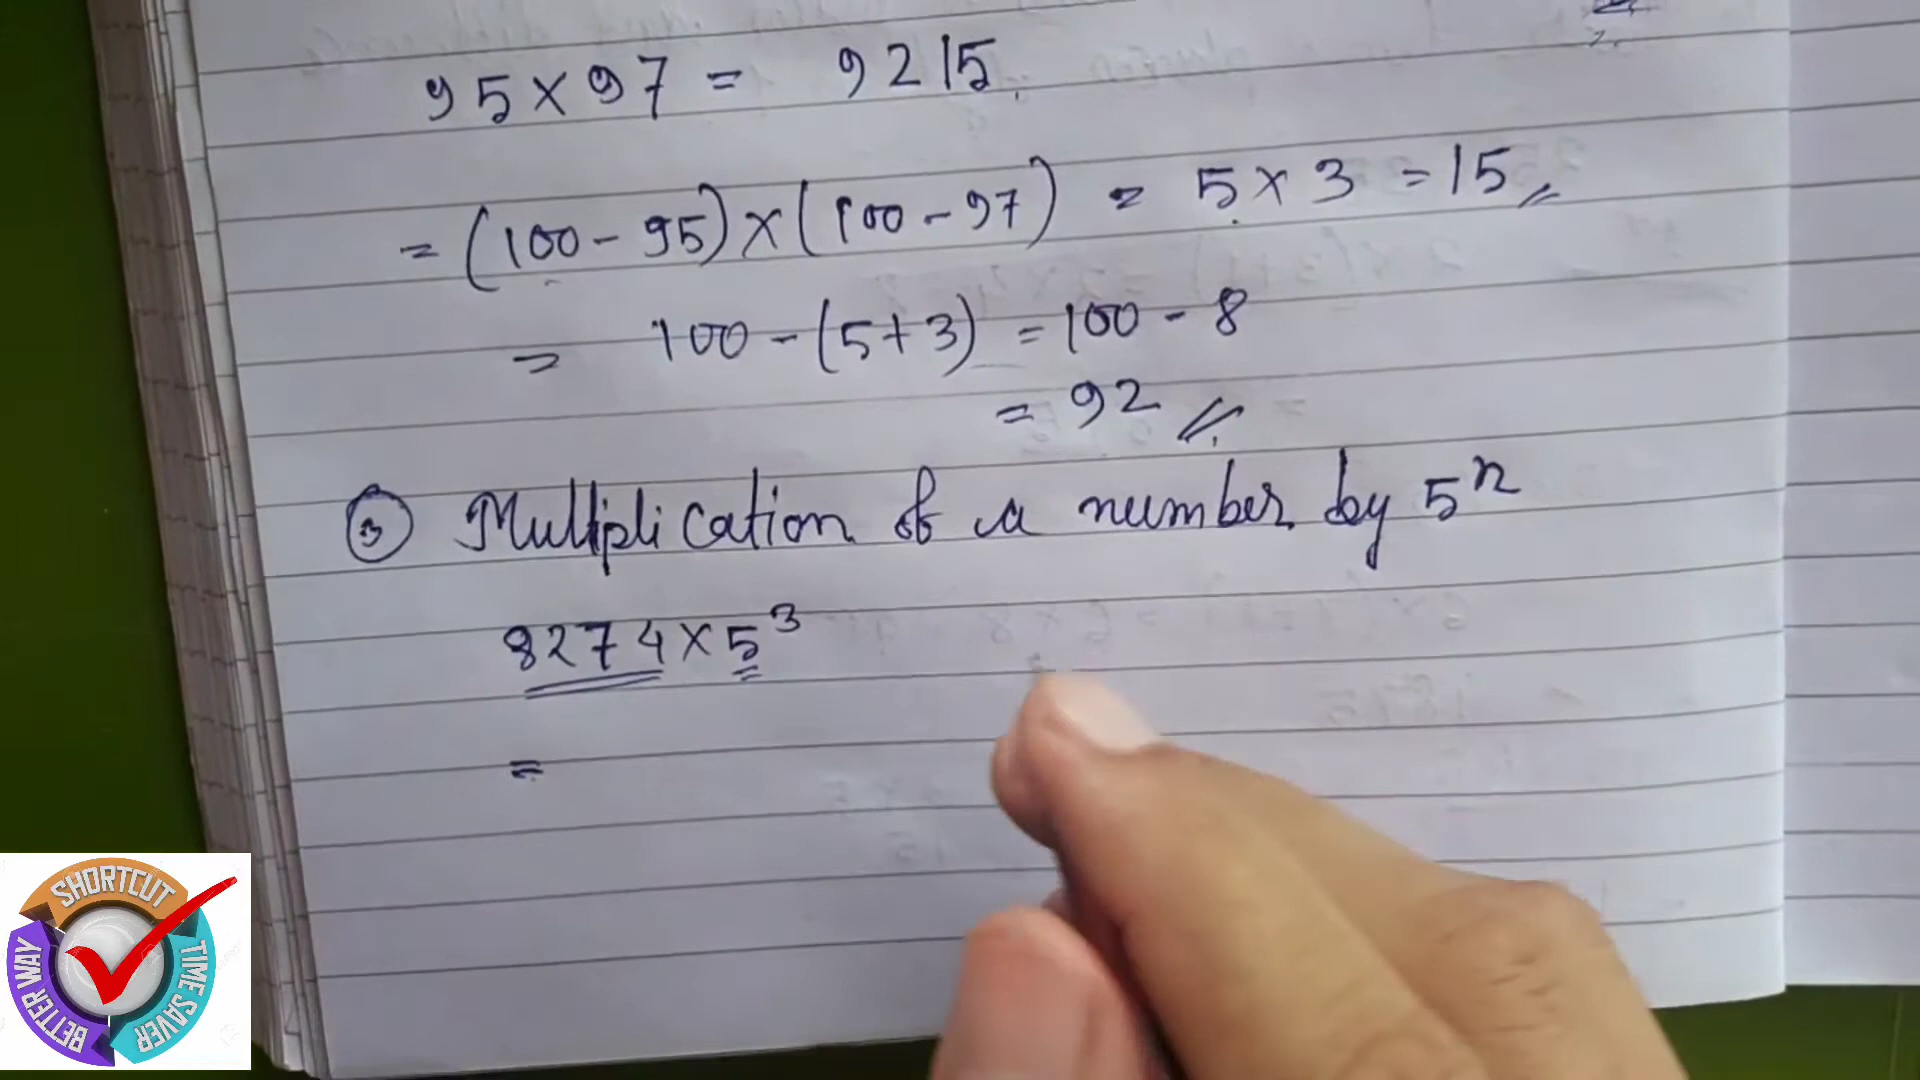 95×97 = 9215
= (100-95)×(100-97) = 5×3 =15
= 100-(5+3) = 100-8
= 92
③ Multiplication of a number by 5ⁿ
8274×5³
=
SHORTCUT
BETTER WAY
TIME SAVER